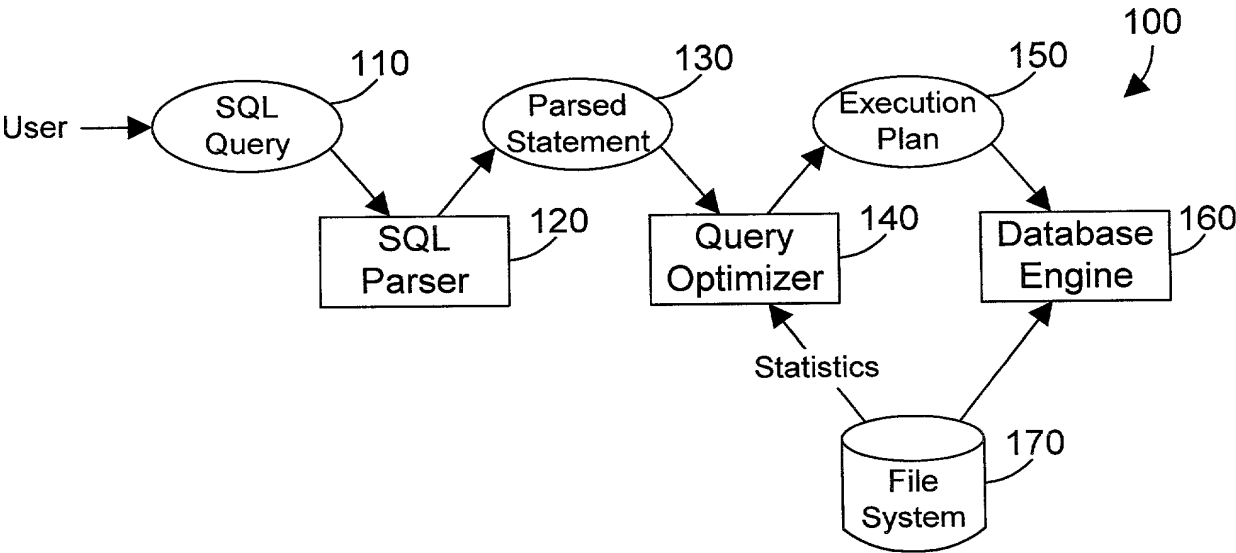 100
110
130
150
User
SQL
Query
Parsed
Statement
Execution
Plan
SQL
Parser
120
Query
Optimizer
140
Database
Engine
160
Statistics
File
System
170